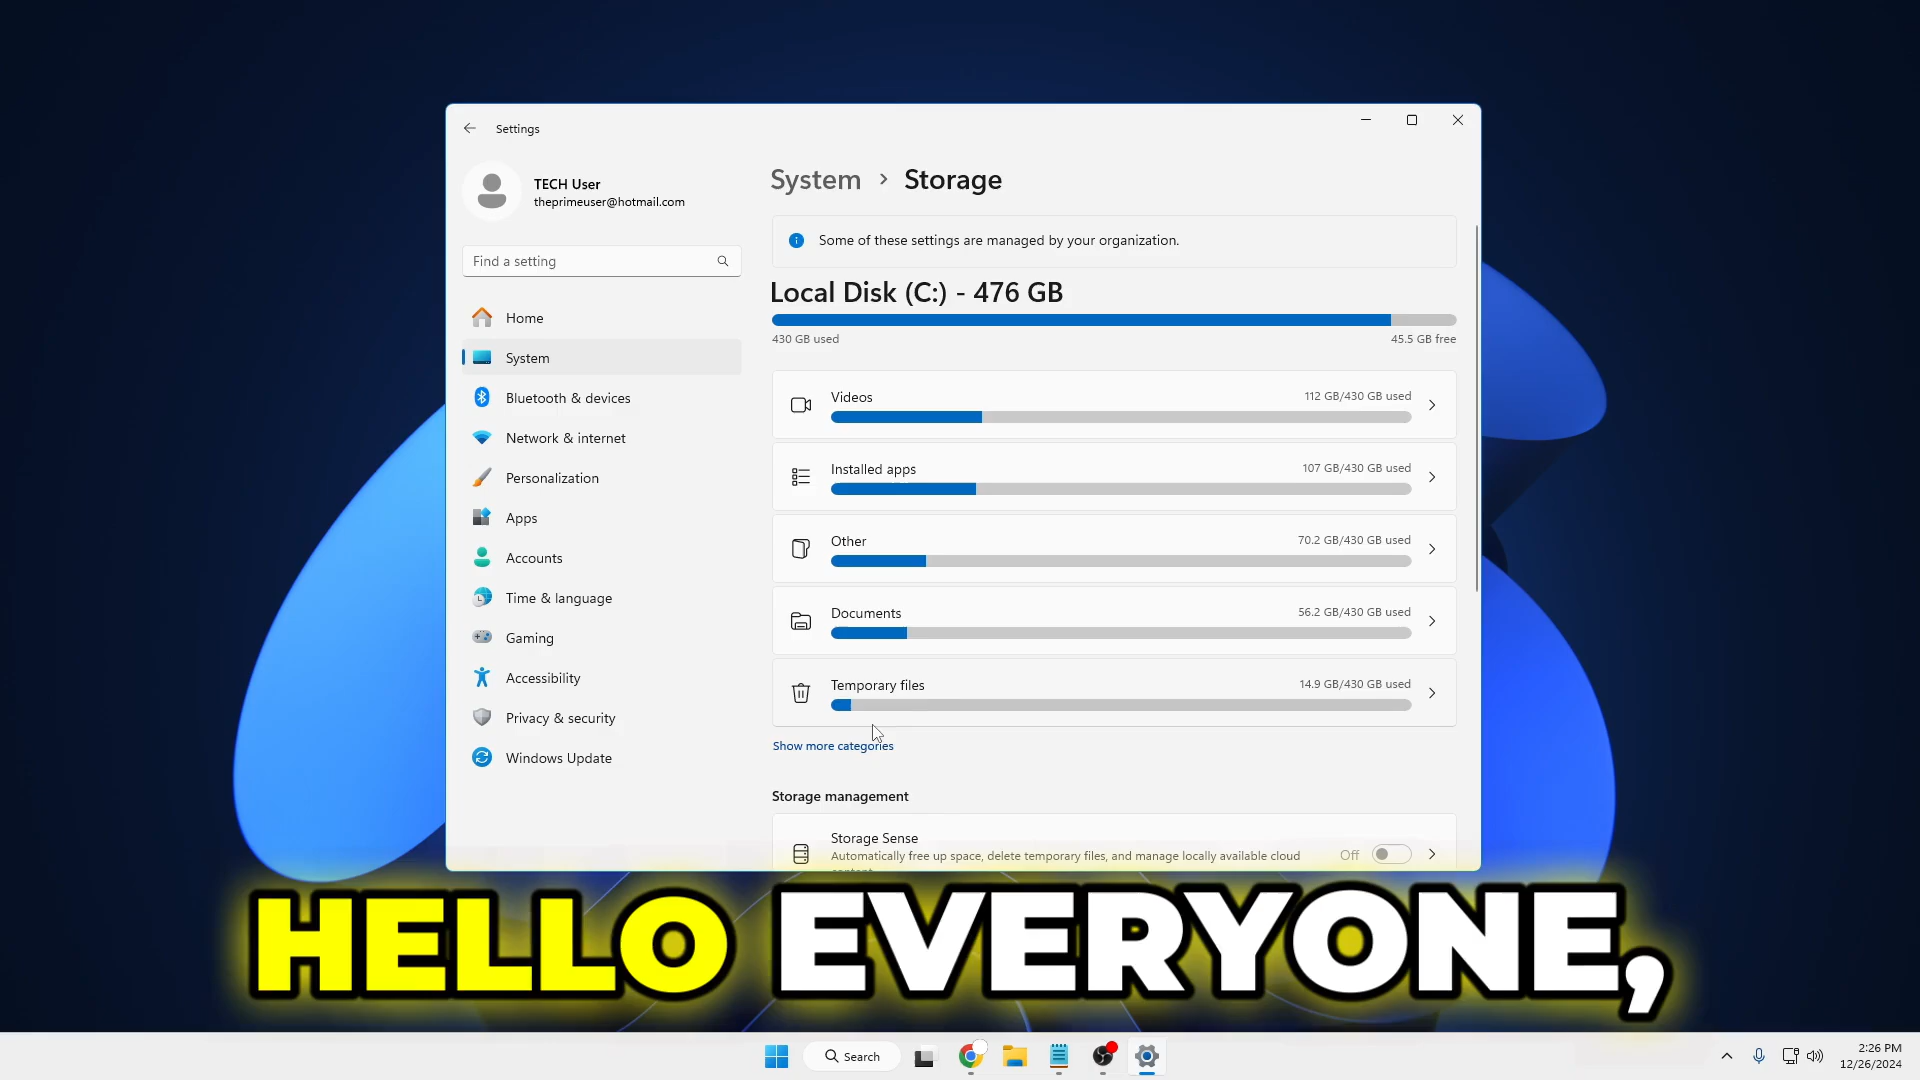 Settings
TECH User
theprimeuser@hotmail.com
Find a setting
Home
System
Bluetooth & devices
Network & internet
Personalization
Apps
Accounts
Time & language
Gaming
Accessibility
Privacy & security
Windows Update
System > Storage
Some of these settings are managed by your organization.
Local Disk (C:) - 476 GB
430 GB used 45.5 GB free
Videos 112 GB/430 GB used
Installed apps 107 GB/430 GB used
Other 70.2 GB/430 GB used
Documents 56.2 GB/430 GB used
Temporary files 14.9 GB/430 GB used
Show more categories
Storage management
Storage Sense
Automatically free up space, delete temporary files, and manage locally available cloud
Off
HELLO EVERYONE,
Search
2:26 PM
12/26/2024